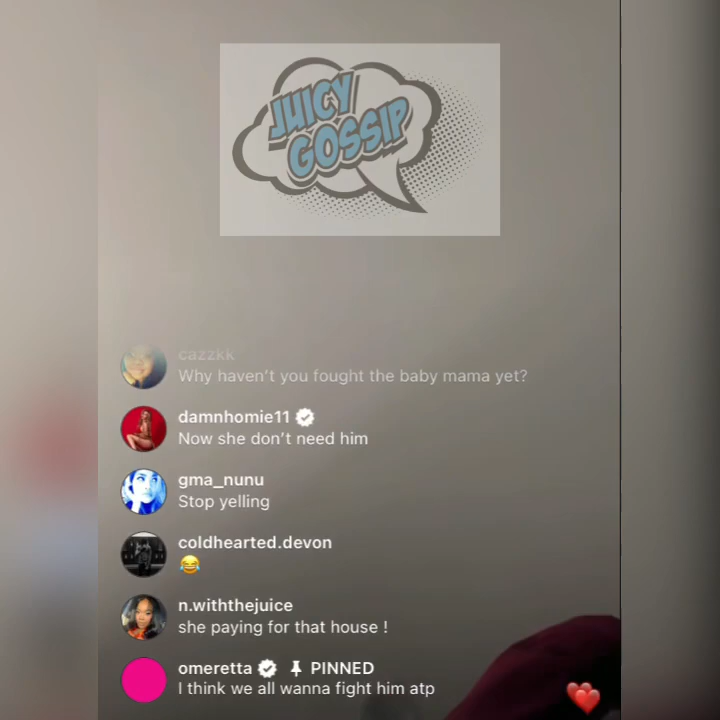 JUICY
GOSSIP
cazzkk
Why haven't you fought the baby mama yet?
damnhomie11
Now she don't need him
gma_nunu
Stop yelling
coldhearted.devon
😂
n.withthejuice
she paying for that house !
omeretta PINNED
I think we all wanna fight him atp